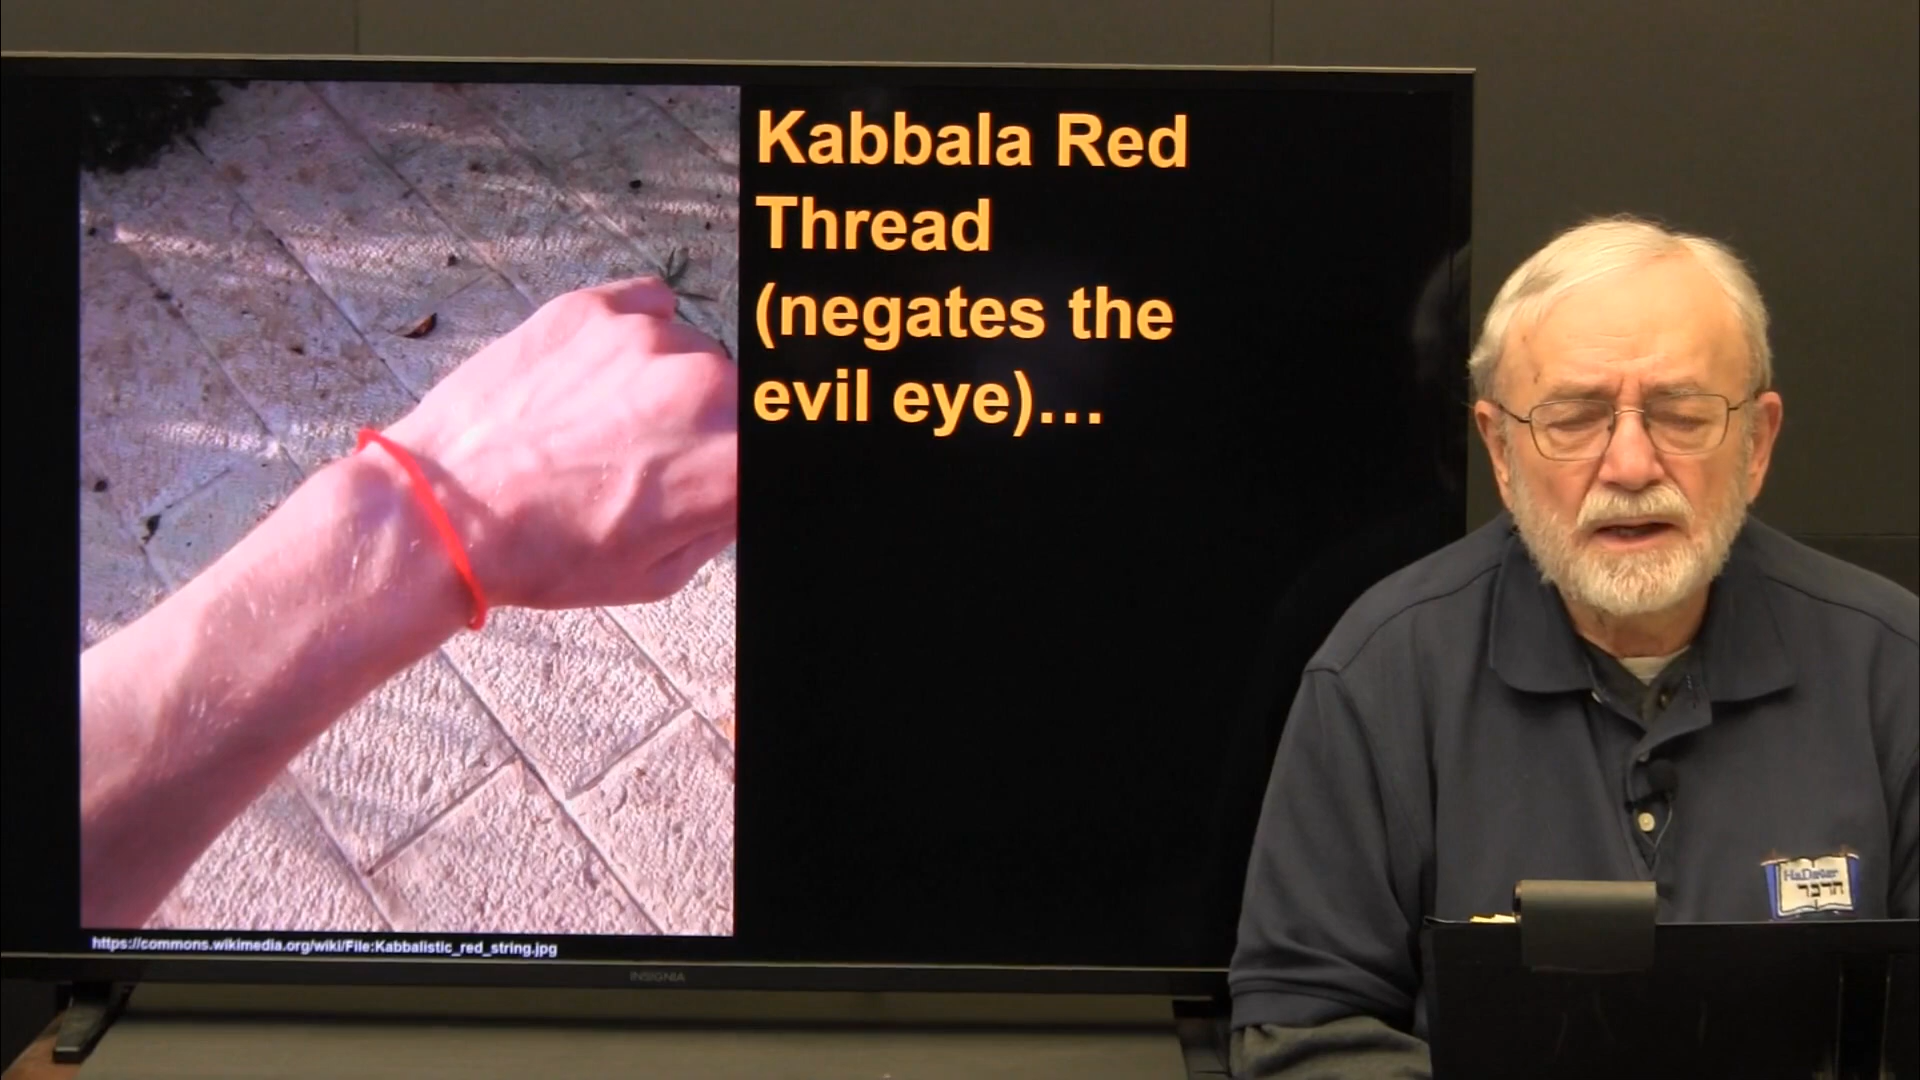 Kabbala Red
Thread
(negates the
evil eye)...
https://commons.wikimedia.org/wiki/File:Kabbalistic_red_string.jpg
INSIGNIA
HaDavar
הדבר